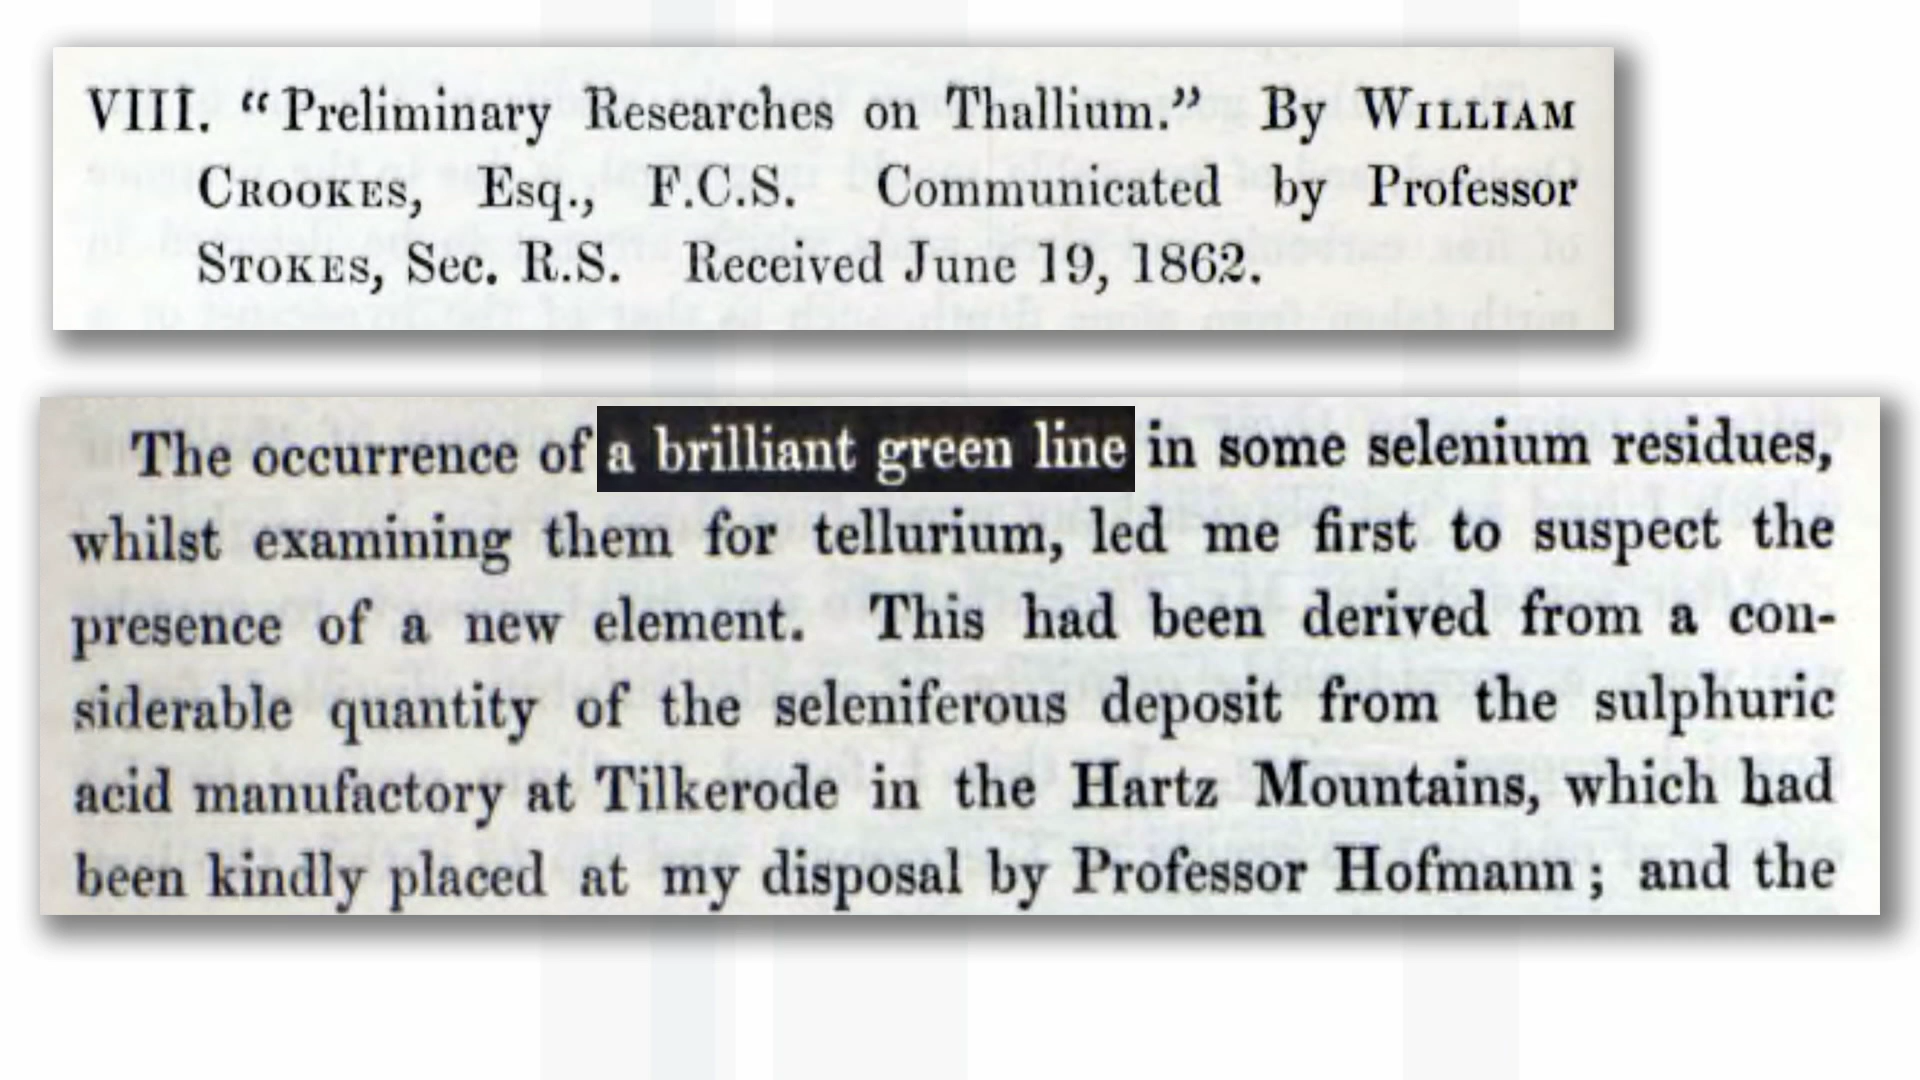 VIII. “Preliminary Researches on Thallium.” By WILLIAM
CROOKES, Esq., F.C.S. Communicated by Professor
STOKES, Sec. R.S. Received June 19, 1862.
The occurrence of a brilliant green line in some selenium residues,
whilst examining them for tellurium, led me first to suspect the
presence of a new element. This had been derived from a con-
siderable quantity of the seleniferous deposit from the sulphuric
acid manufactory at Tilkerode in the Hartz Mountains, which had
been kindly placed at my disposal by Professor Hofmann; and the